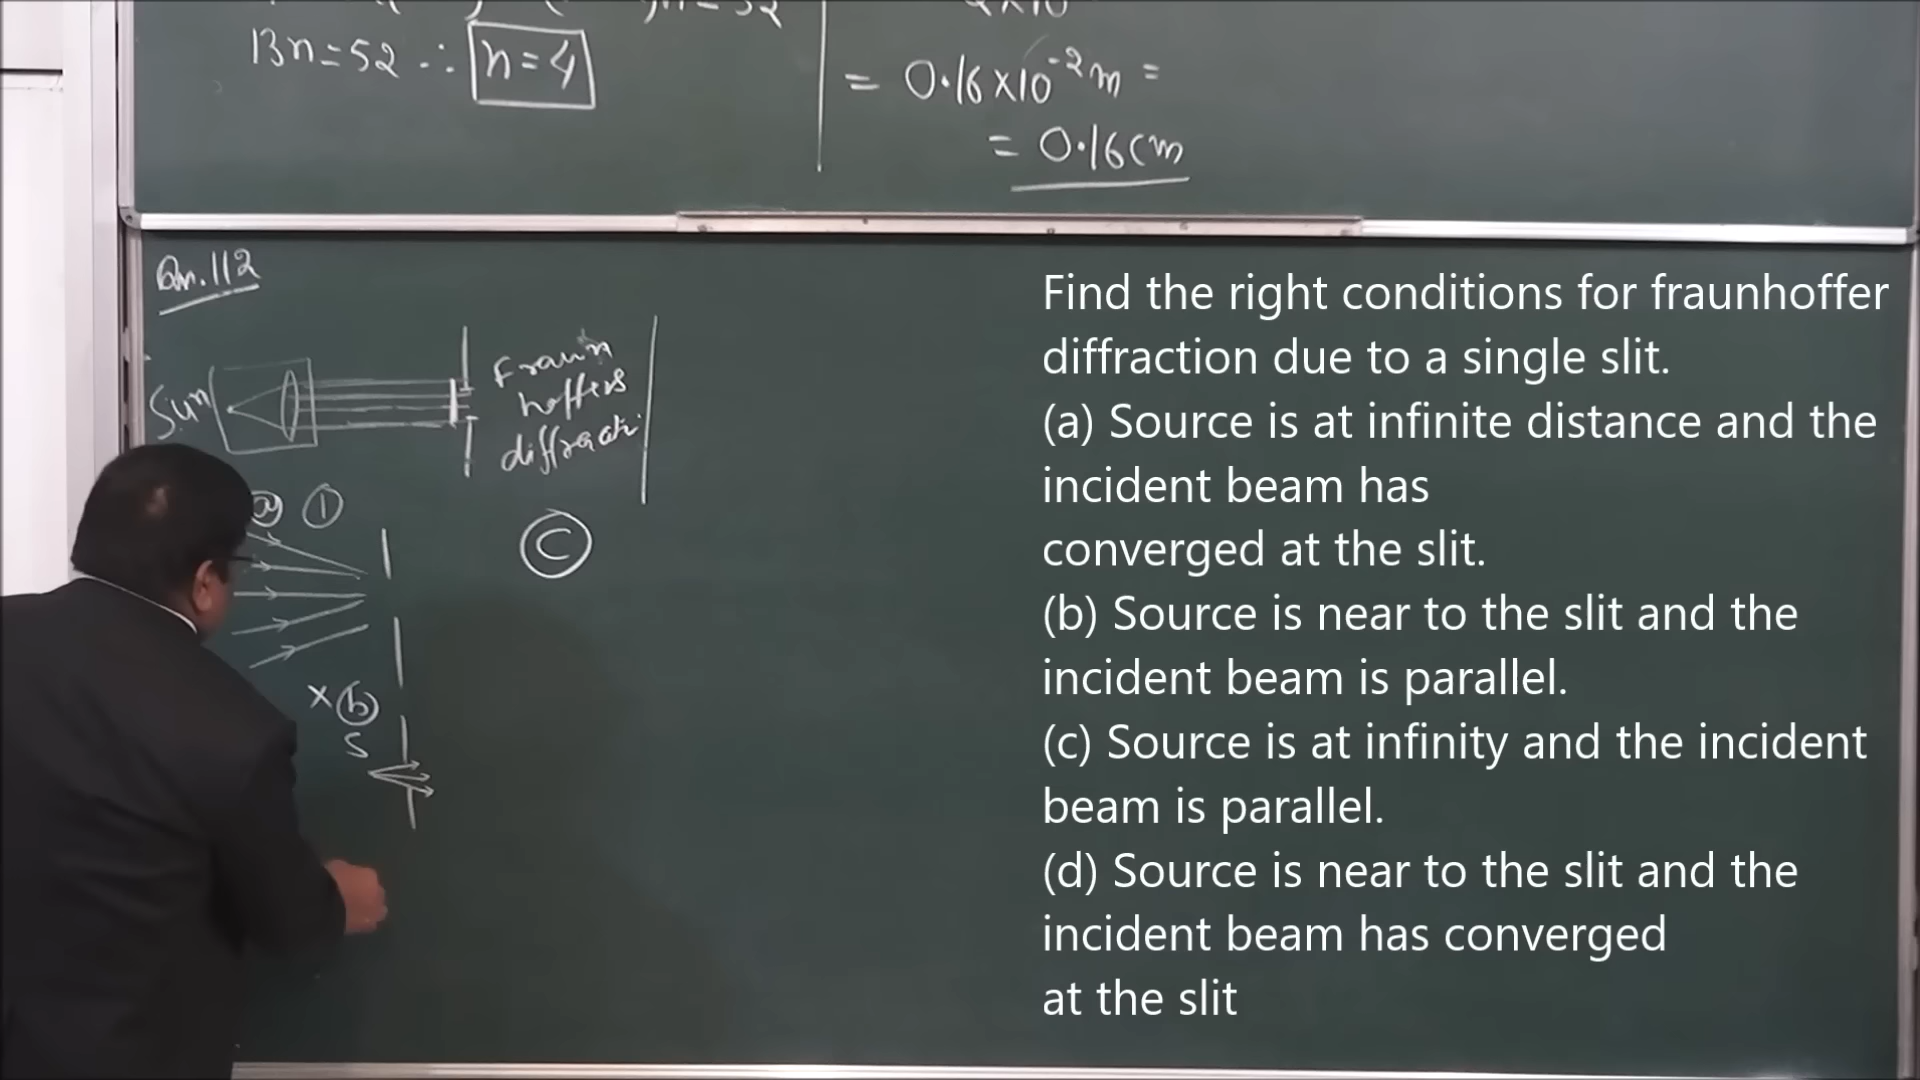 13n=52 ∴ n=4
= 0.16×10⁻²m =
= 0.16cm
Qn.112
Sun
Fraun
hoffers
diffracti
①
C
×ⓑ
S
Find the right conditions for fraunhoffer
diffraction due to a single slit.
(a) Source is at infinite distance and the
incident beam has
converged at the slit.
(b) Source is near to the slit and the
incident beam is parallel.
(c) Source is at infinity and the incident
beam is parallel.
(d) Source is near to the slit and the
incident beam has converged
at the slit